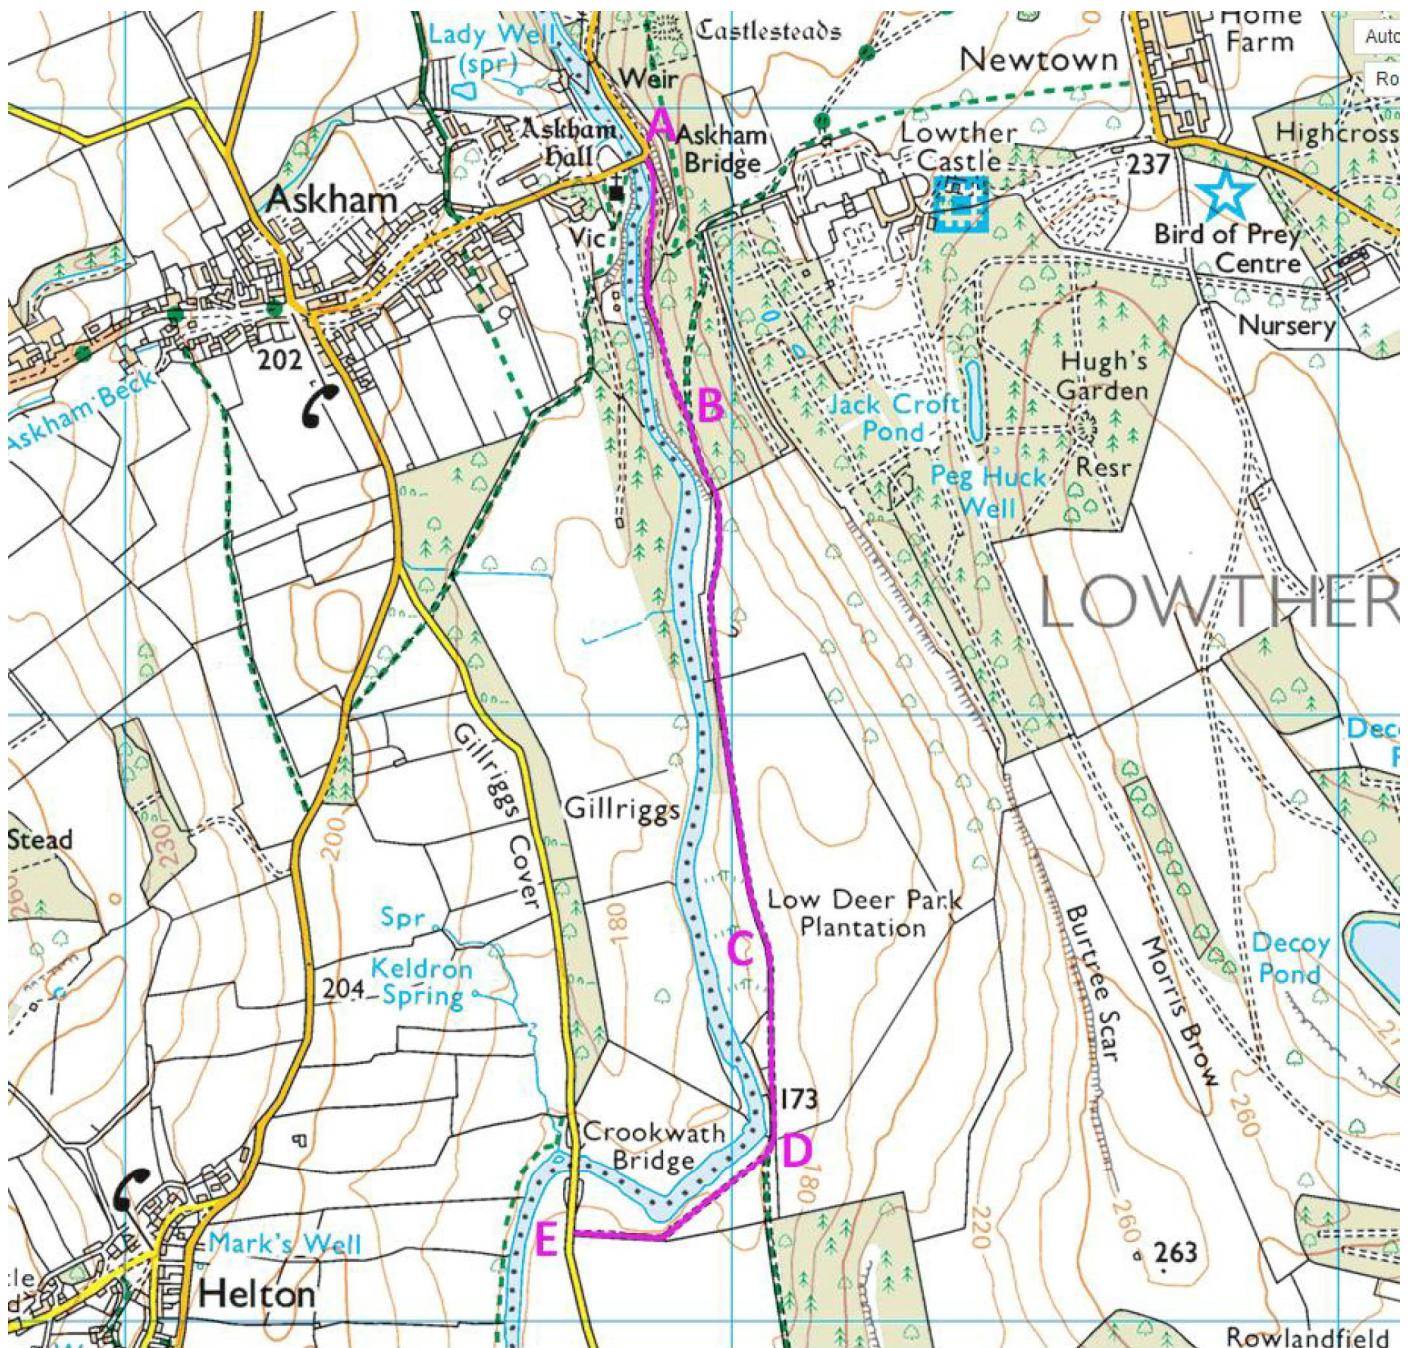 Home
Farm
Auto
Ro
Lady Well
(spr)
Castlesteads
Newtown
Weir
A
Askham
Hall
Askham
Bridge
Lowther
Castle
Highcross
237
Askham
Vic
Bird of Prey
Centre
Nursery
202
Askham Beck
B
Hugh's
Garden
Jack Croft
Pond
Peg Huck
Well
Resr
LOWTHER
Gillriggs Cover
Gillriggs
Stead
230
200
260
180
Spr
Keldron
Spring
204
C
Low Deer Park
Plantation
Burtree Scar
Morris Brow
Decoy
Pond
173
Crookwath
Bridge
D
180
260
E
220
260
263
Mark's Well
Helton
Rowlandfield